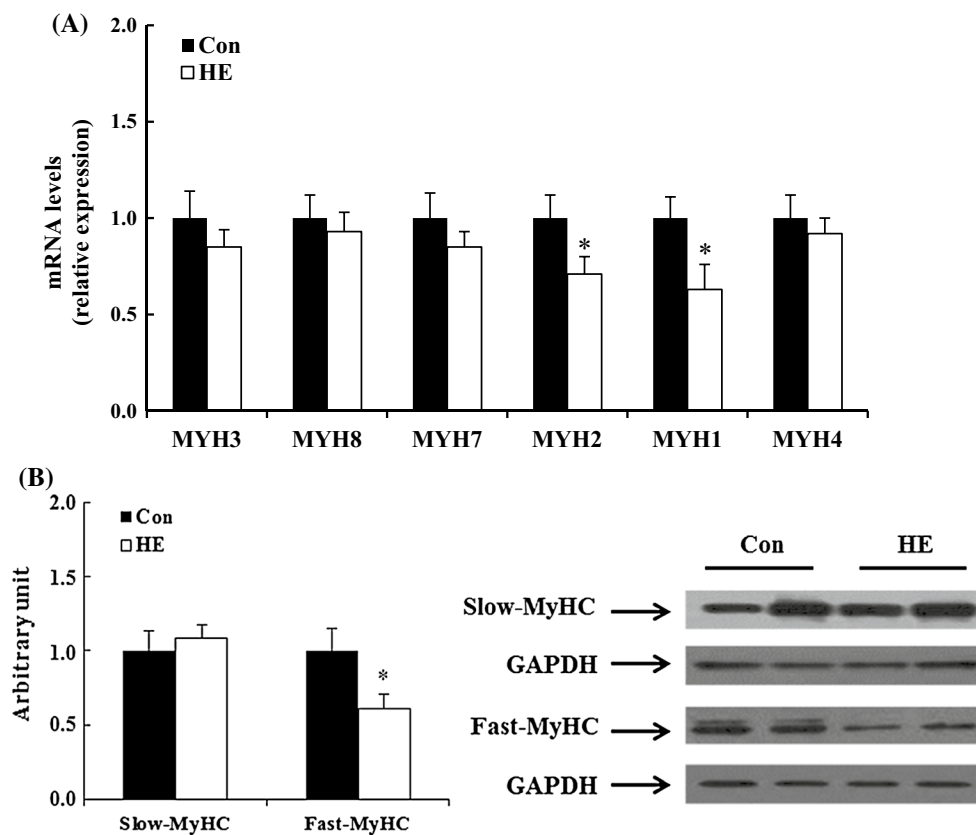 (A)
2.0
1.5
1.0
0.5
0.0
mRNA levels
(relative expression)
Con
HE
*
*
MYH3 MYH8 MYH7 MYH2 MYH1 MYH4
(B)
2.0
1.5
1.0
0.5
0.0
Arbitrary unit
Con
HE
*
Slow-MyHC Fast-MyHC
Con HE
Slow-MyHC
GAPDH
Fast-MyHC
GAPDH